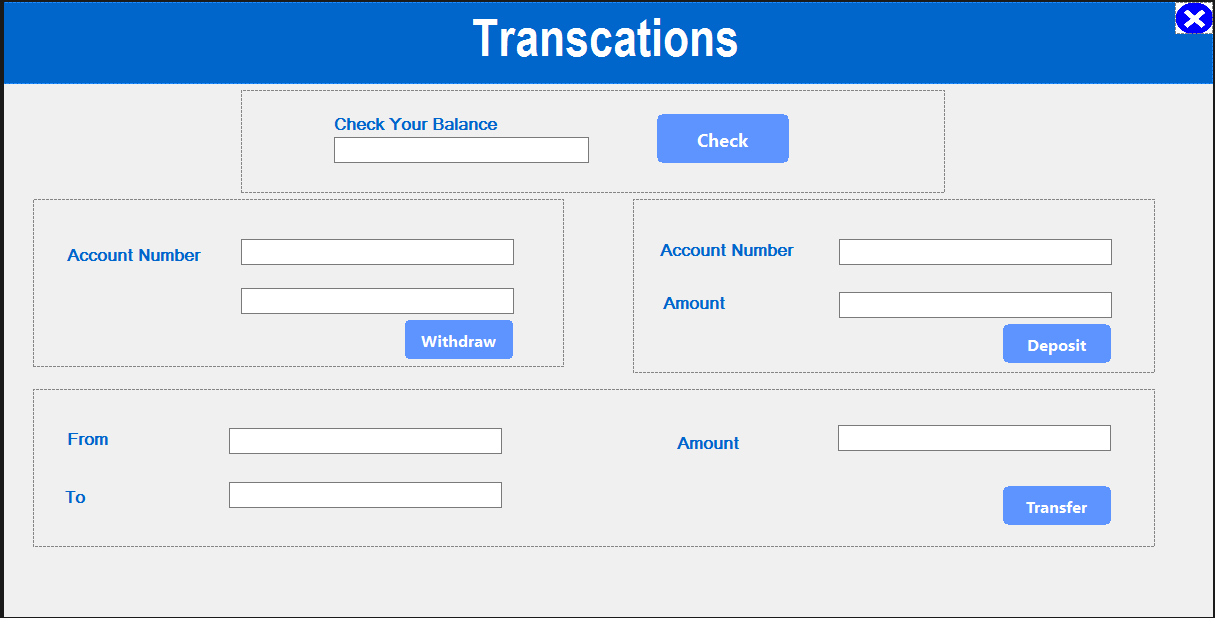 Transcations
Check Your Balance
Check
Account Number
Withdraw
Account Number
Amount
Deposit
From
To
Amount
Transfer